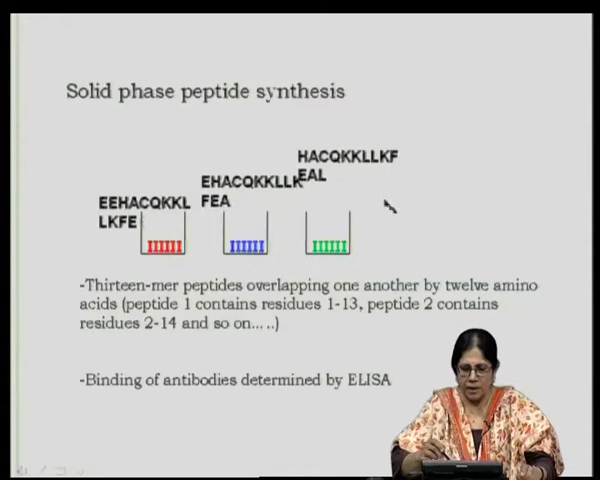 Solid phase peptide synthesis
HACQKKLLKF
EAL
EHACQKKLLK
FEA
EEHACQKKL
LKFE
-Thirteen-mer peptides overlapping one another by twelve amino
acids (peptide 1 contains residues 1-13, peptide 2 contains
residues 2-14 and so on.....)
-Binding of antibodies determined by ELISA